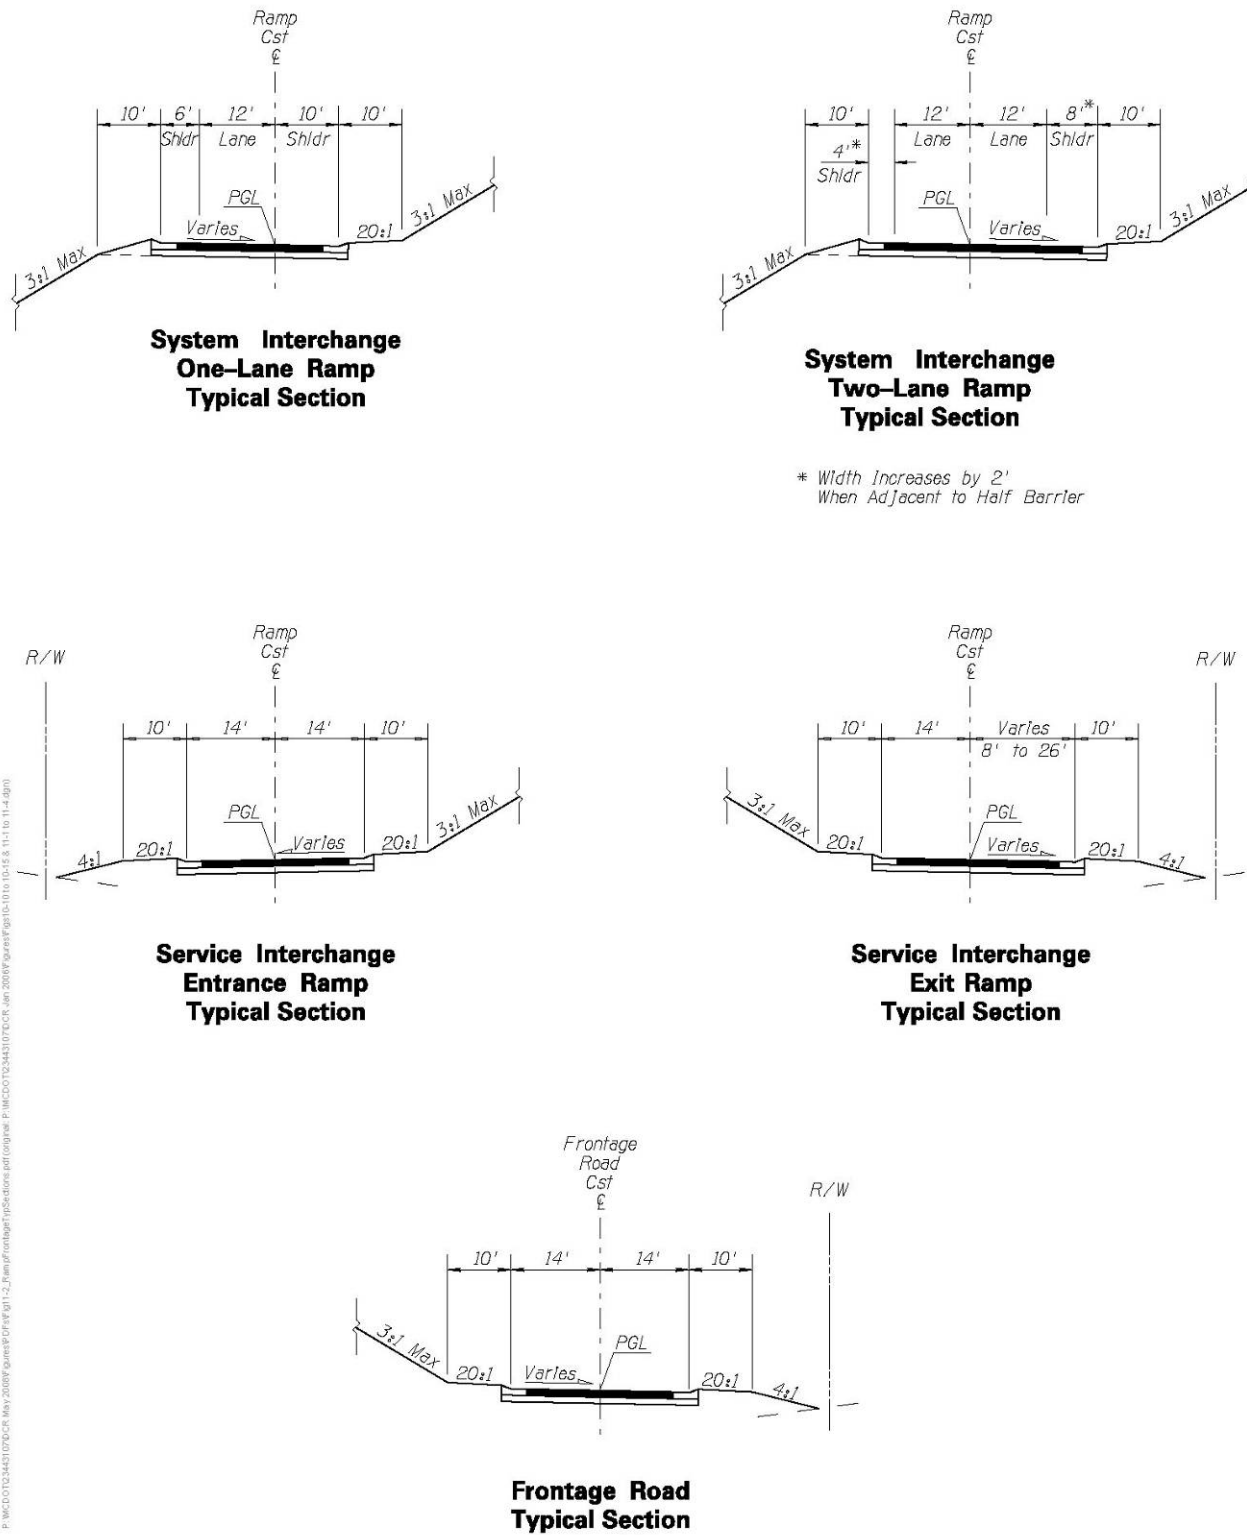 Ramp
Cst
℄
10' 6' 12' 10' 10'
Shldr Lane Shldr
PGL
Varies
3:1 Max
20:1
3:1 Max
System Interchange
One-Lane Ramp
Typical Section
Ramp
Cst
℄
10' 12' 12' 8'* 10'
Lane Lane Shldr
4'*
Shldr
PGL
Varies
3:1 Max
20:1
3:1 Max
System Interchange
Two-Lane Ramp
Typical Section
* Width Increases by 2'
When Adjacent to Half Barrier
R/W
Ramp
Cst
℄
10' 14' 14' 10'
PGL
Varies
4:1
20:1
20:1
3:1 Max
Service Interchange
Entrance Ramp
Typical Section
Ramp
Cst
℄
R/W
10' 14' Varies 10'
8' to 26'
3:1 Max
PGL
20:1
Varies
20:1
4:1
Service Interchange
Exit Ramp
Typical Section
Frontage
Road
Cst
℄
R/W
10' 14' 14' 10'
3:1 Max
PGL
20:1
Varies
20:1
4:1
Frontage Road
Typical Section